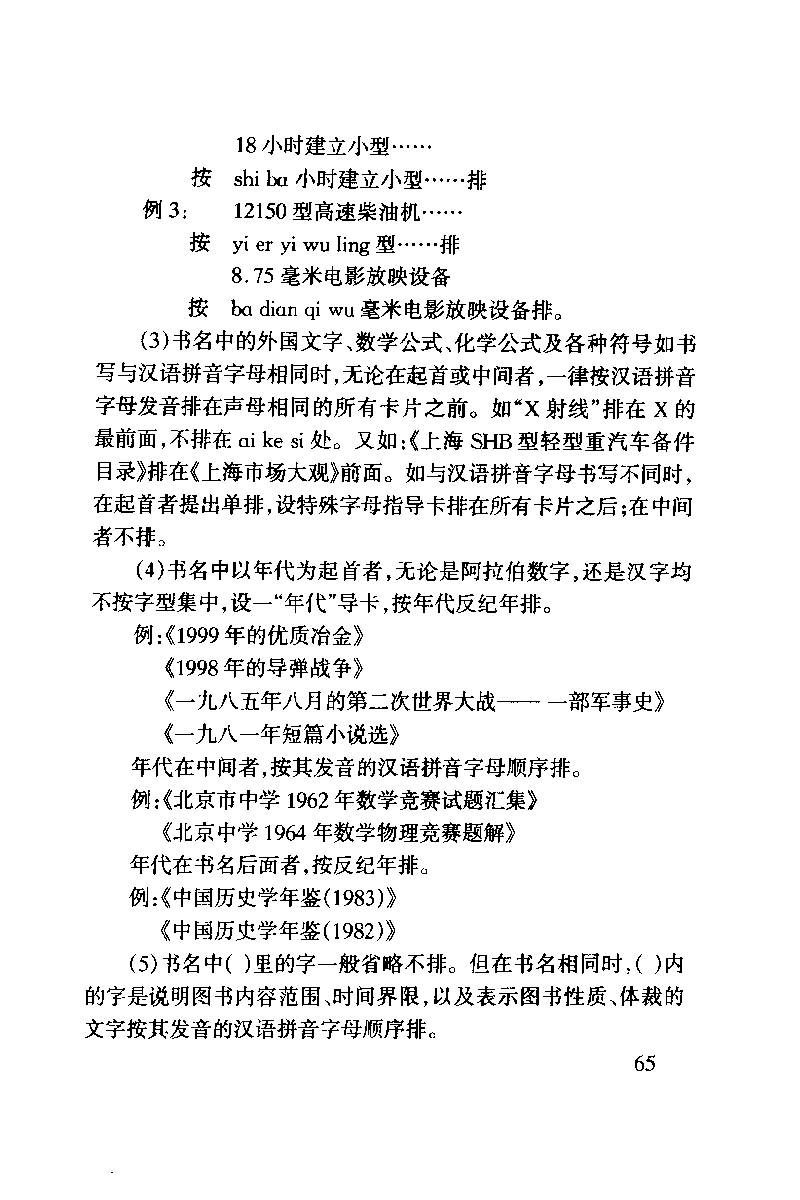 18 小时建立小型……
按 shi ba 小时建立小型……排
例 3: 12150 型高速柴油机……
按 yi er yi wu ling 型……排
8.75 毫米电影放映设备
按 ba dian qi wu 毫米电影放映设备排。
(3)书名中的外国文字、数学公式、化学公式及各种符号如书
写与汉语拼音字母相同时,无论在起首或中间者,一律按汉语拼音
字母发音排在声母相同的所有卡片之前。如“X 射线”排在 X 的
最前面,不排在 ai ke si 处。又如:《上海 SHB 型轻型重汽车备件
目录》排在《上海市场大观》前面。如与汉语拼音字母书写不同时,
在起首者提出单排,设特殊字母指导卡排在所有卡片之后;在中间
者不排。
(4)书名中以年代为起首者,无论是阿拉伯数字,还是汉字均
不按字型集中,设一“年代”导卡,按年代反纪年排。
例:《1999 年的优质冶金》
《1998 年的导弹战争》
《一九八五年八月的第二次世界大战—— 一部军事史》
《一九八一年短篇小说选》
年代在中间者,按其发音的汉语拼音字母顺序排。
例:《北京市中学 1962 年数学竞赛试题汇集》
《北京中学 1964 年数学物理竞赛题解》
年代在书名后面者,按反纪年排。
例:《中国历史学年鉴(1983)》
《中国历史学年鉴(1982)》
(5)书名中( )里的字一般省略不排。但在书名相同时,( )内
的字是说明图书内容范围、时间界限,以及表示图书性质、体裁的
文字按其发音的汉语拼音字母顺序排。
65